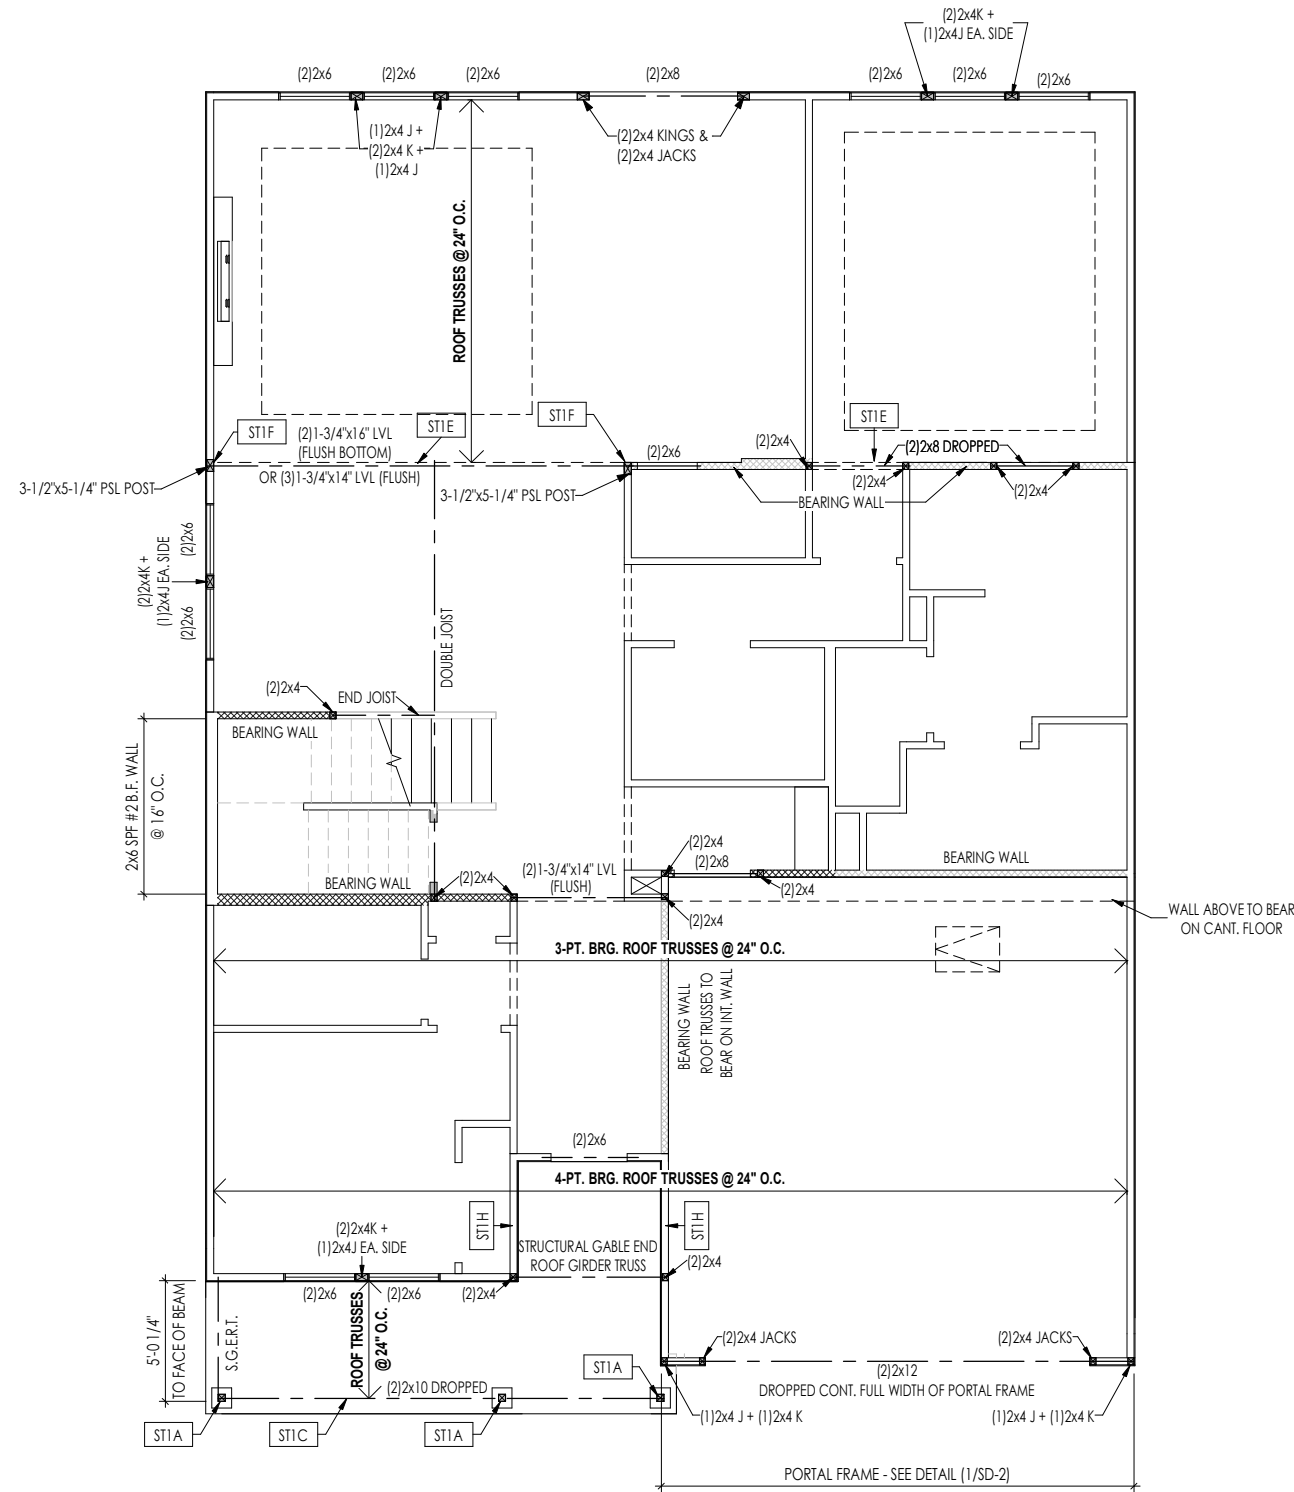 (2)2x4K +
(1)2x4J EA. SIDE
(2)2x6
(2)2x6
(2)2x6
(2)2x8
(2)2x6
(2)2x6
(2)2x6
(1)2x4 J +
(2)2x4 K +
(1)2x4 J
(2)2x4 KINGS &
(2)2x4 JACKS
ROOF TRUSSES @ 24" O.C.
ST1F
(2)1-3/4"x16" LVL
(FLUSH BOTTOM)
ST1E
OR (3)1-3/4"x14" LVL (FLUSH)
ST1F
ST1E
(2)2x6
(2)2x4
(2)2x8 DROPPED
3-1/2"x5-1/4" PSL POST
3-1/2"x5-1/4" PSL POST
(2)2x4
(2)2x4
BEARING WALL
(2)2x6
(2)2x4K +
(1)2x4J EA. SIDE
(2)2x6
DOUBLE JOIST
(2)2x4
END JOIST
BEARING WALL
2x6 SPF #2 B.F. WALL
@ 16" O.C.
BEARING WALL
(2)2x4
(2)1-3/4"x14" LVL
(FLUSH)
(2)2x4
(2)2x8
(2)2x4
(2)2x4
BEARING WALL
WALL ABOVE TO BEAR
ON CANT. FLOOR
3-PT. BRG. ROOF TRUSSES @ 24" O.C.
BEARING WALL
ROOF TRUSSES TO
BEAR ON INT. WALL
(2)2x6
4-PT. BRG. ROOF TRUSSES @ 24" O.C.
ST1H
ST1H
(2)2x4K +
(1)2x4J EA. SIDE
STRUCTURAL GABLE END
ROOF GIRDER TRUSS
(2)2x4
(2)2x6
(2)2x6
(2)2x4
5'-0 1/4"
TO FACE OF BEAM
S.G.E.R.T.
ROOF TRUSSES
@ 24" O.C.
(2)2x10 DROPPED
ST1A
(2)2x4 JACKS
(2)2x4 JACKS
(2)2x12
DROPPED CONT. FULL WIDTH OF PORTAL FRAME
(1)2x4 J + (1)2x4 K
(1)2x4 J + (1)2x4 K
ST1A
ST1C
ST1A
PORTAL FRAME - SEE DETAIL (1/SD-2)